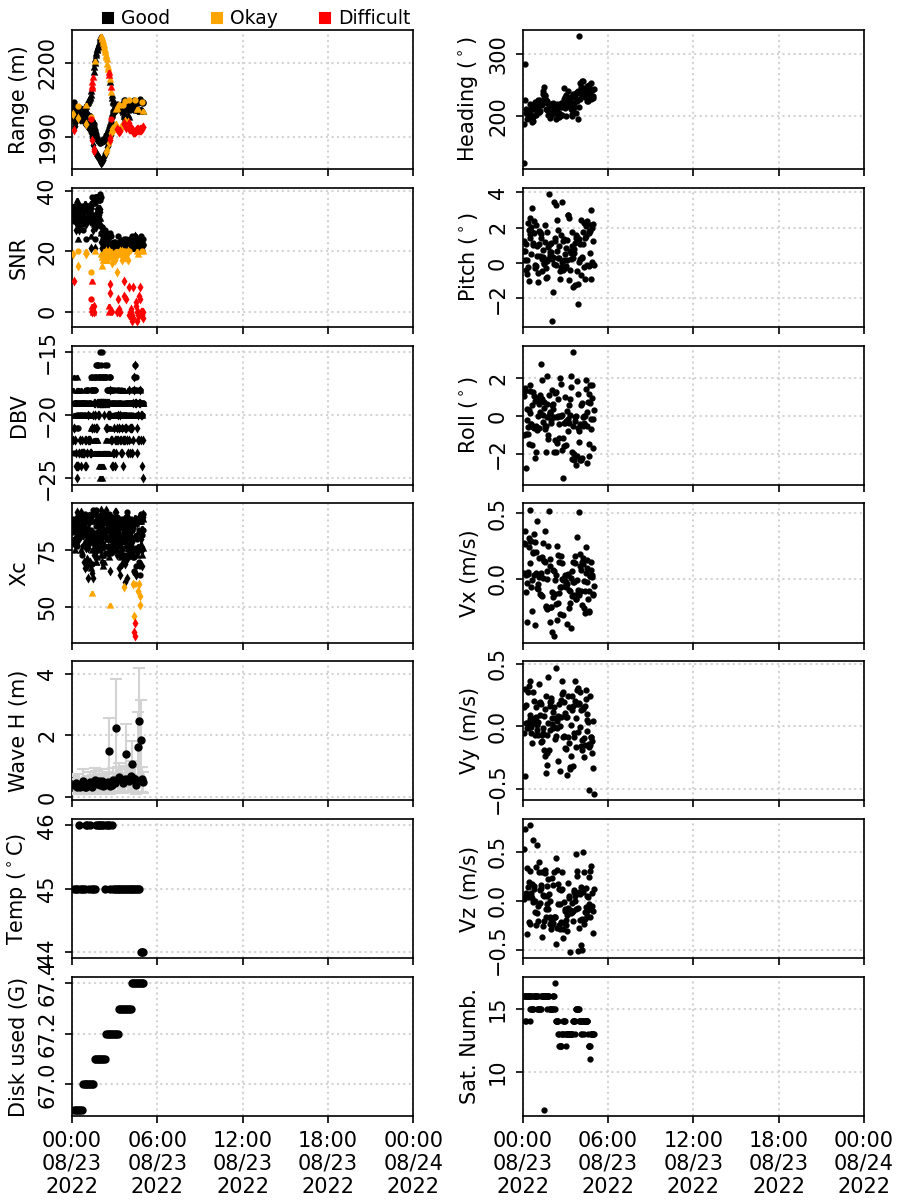 Good Okay Difficult
Range (m)
2200
1990
Heading (°)
300
200
SNR
40
20
0
Pitch (°)
4
2
0
−2
DBV
−15
−20
−25
Roll (°)
2
0
−2
Xc
75
50
Vx (m/s)
0.5
0.0
Wave H (m)
4
2
0
Vy (m/s)
0.5
0.0
−0.5
Temp (°C)
46
45
44
Vz (m/s)
0.5
0.0
−0.5
Disk used (G)
67.4
67.2
67.0
Sat. Numb.
15
10
00:00 06:00 12:00 18:00 00:00
08/23 08/23 08/23 08/23 08/24
2022 2022 2022 2022 2022
00:00 06:00 12:00 18:00 00:00
08/23 08/23 08/23 08/23 08/24
2022 2022 2022 2022 2022